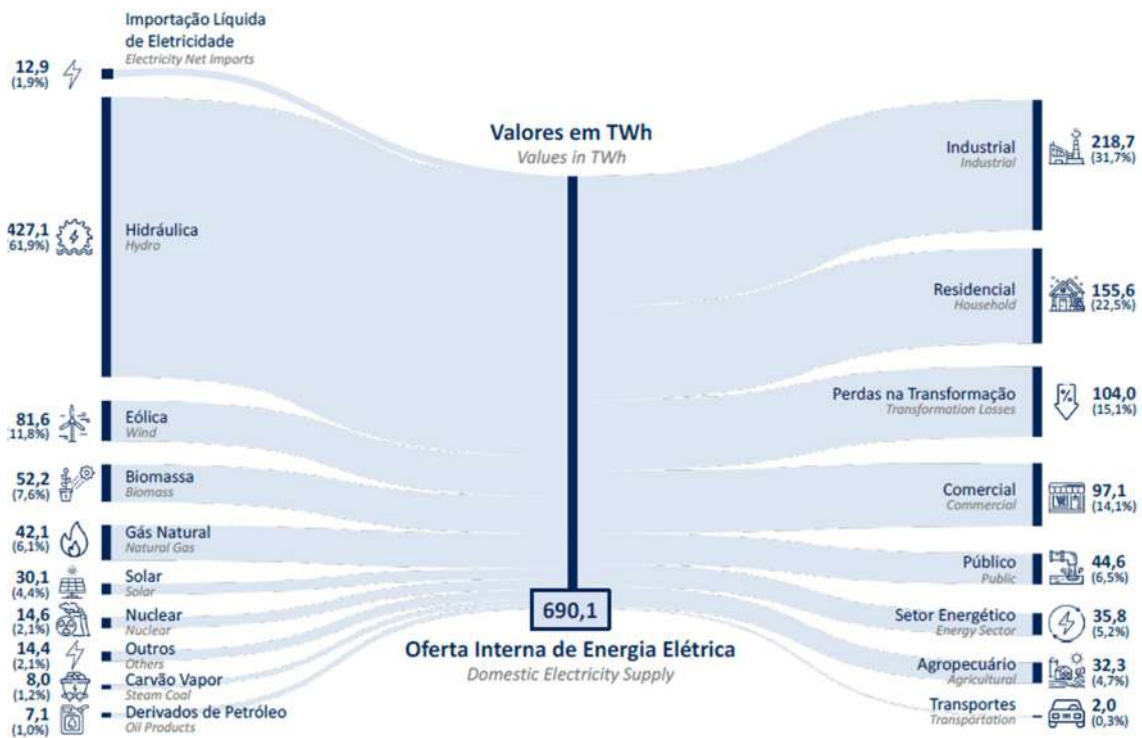 Importação Líquida
de Eletricidade
Electricity Net Imports
12,9
(1,9%)
Hidráulica
Hydro
427,1
(61,9%)
Eólica
Wind
81,6
(11,8%)
Biomassa
Biomass
52,2
(7,6%)
Gás Natural
Natural Gas
42,1
(6,1%)
Solar
Solar
30,1
(4,4%)
Nuclear
Nuclear
14,6
(2,1%)
Outros
Others
14,4
(2,1%)
Carvão Vapor
Steam Coal
8,0
(1,2%)
Derivados de Petróleo
Oil Products
7,1
(1,0%)
Valores em TWh
Values in TWh
690,1
Oferta Interna de Energia Elétrica
Domestic Electricity Supply
Industrial
Industrial
218,7
(31,7%)
Residencial
Household
155,6
(22,5%)
Perdas na Transformação
Transformation Losses
%
104,0
(15,1%)
Comercial
Commercial
97,1
(14,1%)
Público
Public
44,6
(6,5%)
Setor Energético
Energy Sector
35,8
(5,2%)
Agropecuário
Agricultural
32,3
(4,7%)
Transportes
Transportation
2,0
(0,3%)